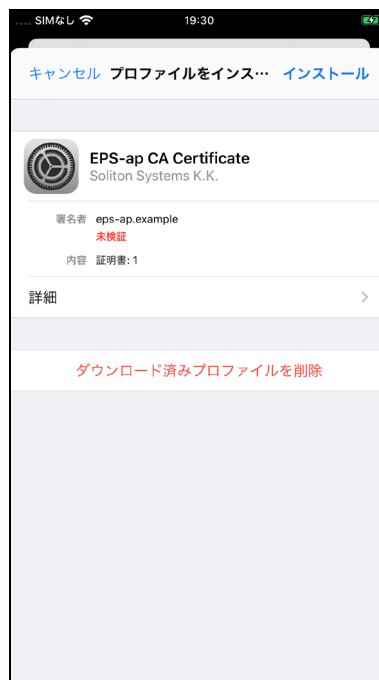 SIMなし 19:30
キャンセル プロファイルをインス… インストール
EPS-ap CA Certificate
Soliton Systems K.K.
署名者 eps-ap.example
未検証
内容 証明書: 1
詳細
ダウンロード済みプロファイルを削除